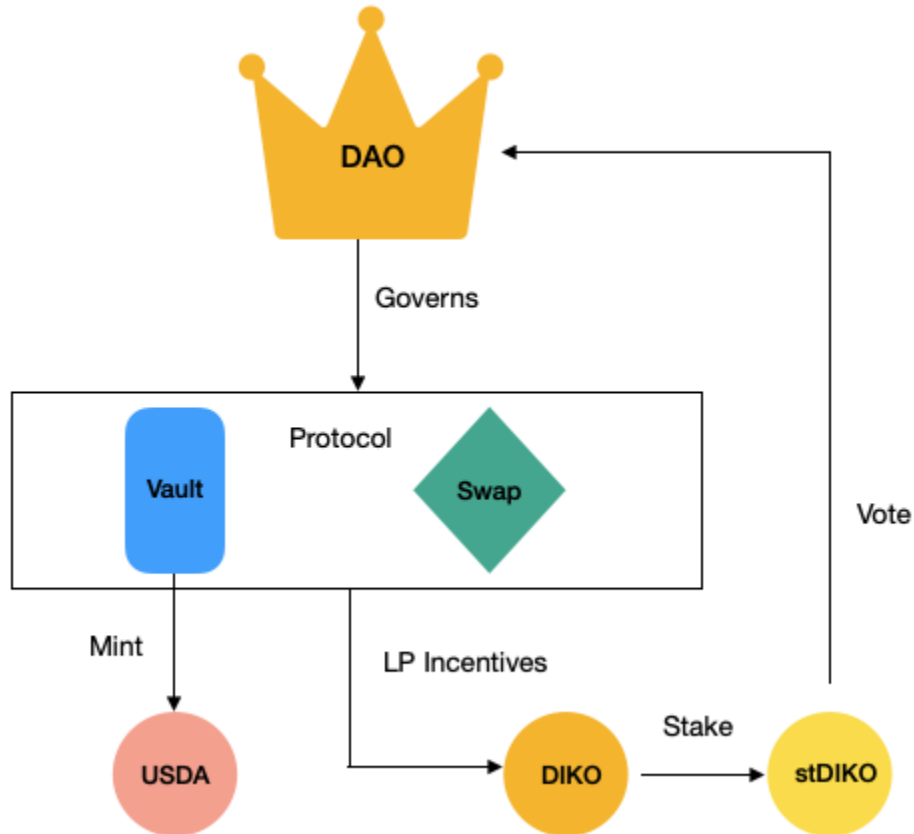 DAO
Governs
Protocol
Vault
Swap
Vote
Mint
LP Incentives
Stake
USDA
DIKO
stDIKO